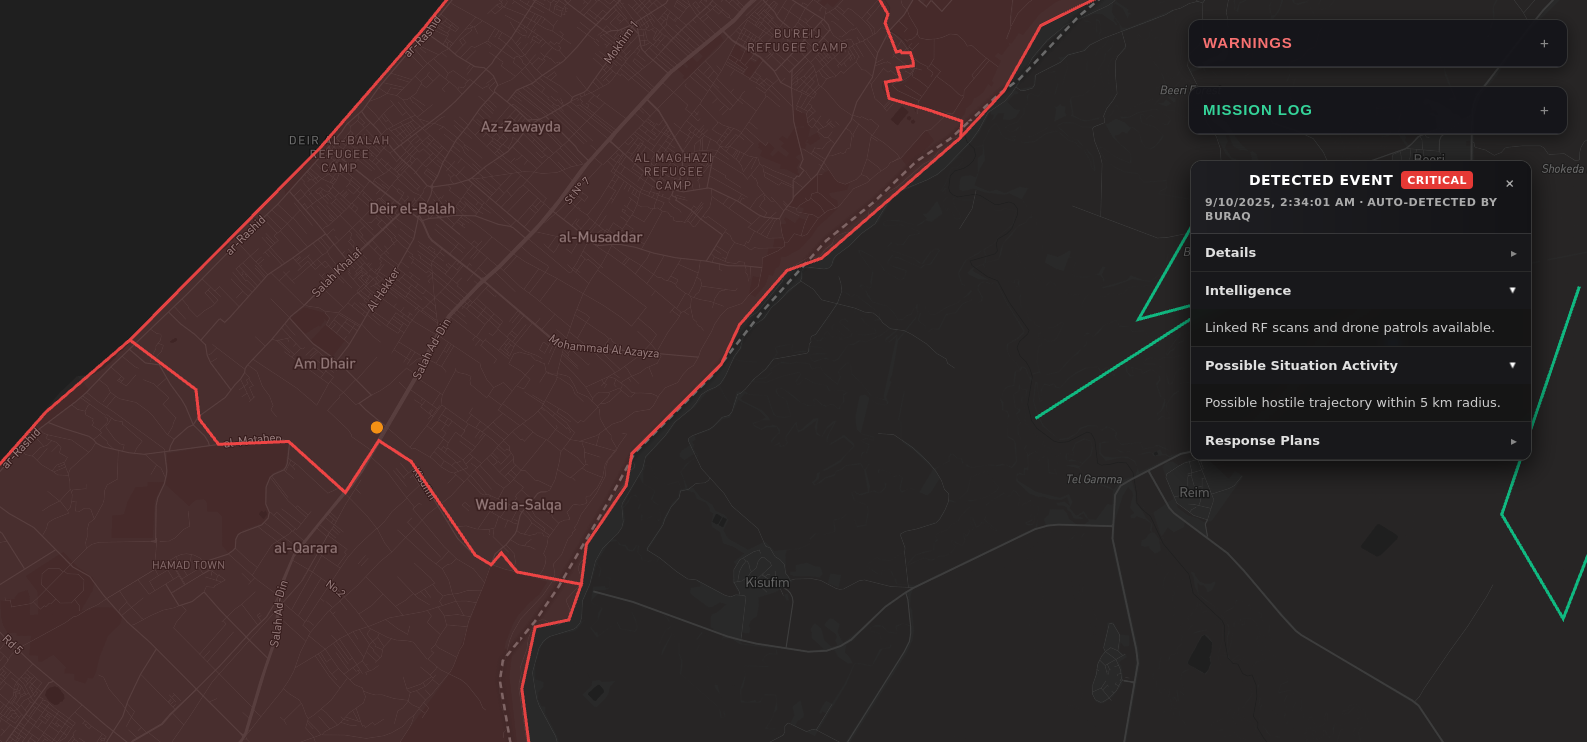 ar-Rashid
Mokhim 1
BUREIJ
REFUGEE CAMP
WARNINGS
+
MISSION LOG
+
Az-Zawayda
DEIR AL-BALAH
REFUGEE
CAMP
AL MAGHAZI
REFUGEE
CAMP
St Nº 7
Deir el-Balah
al-Musaddar
ar-Rashid
Salah Khalaf
Al Hekker
Salah Ad-Din
Mohammad Al Azayza
Am Dhair
al-Matahen
Kisufim
ar-Rashid
Wadi a-Salqa
al-Qarara
HAMAD TOWN
No.2
Salah Ad-Din
Rd 5
Beeri
Beeri
Shokeda
DETECTED EVENT CRITICAL ×
9/10/2025, 2:34:01 AM · AUTO-DETECTED BY
BURAQ
Details ▸
Intelligence ▾
Linked RF scans and drone patrols available.
Possible Situation Activity ▾
Possible hostile trajectory within 5 km radius.
Response Plans ▸
Tel Gamma
Reim
Kisufim